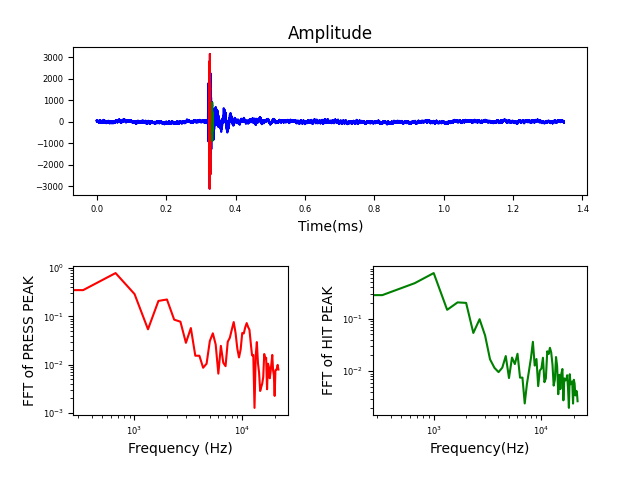 Amplitude
3000
2000
1000
0
−1000
−2000
−3000
0.0 0.2 0.4 0.6 0.8 1.0 1.2 1.4
Time(ms)
FFT of PRESS PEAK
10⁰
10⁻¹
10⁻²
10⁻³
10³ 10⁴
Frequency (Hz)
FFT of HIT PEAK
10⁻¹
10⁻²
10³ 10⁴
Frequency(Hz)